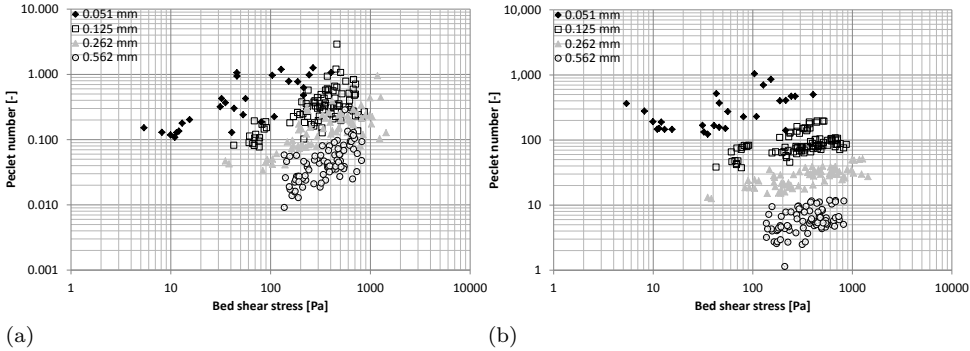 10.000
1.000
0.100
0.010
0.001
Peclet number [-]
0.051 mm
0.125 mm
0.262 mm
0.562 mm
1
10
100
1000
10000
Bed shear stress [Pa]
(a)
10,000
1,000
100
10
1
Peclet number [-]
0.051 mm
0.125 mm
0.262 mm
0.562 mm
1
10
100
1000
10000
Bed shear stress [Pa]
(b)